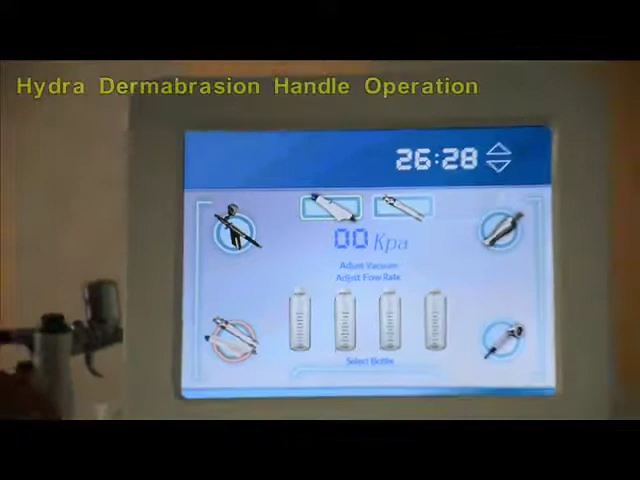 Hydra Dermabrasion Handle Operation
26:28
00 Kpa
Adjust Vacuum
Adjust Flow Rate
Select Bottle